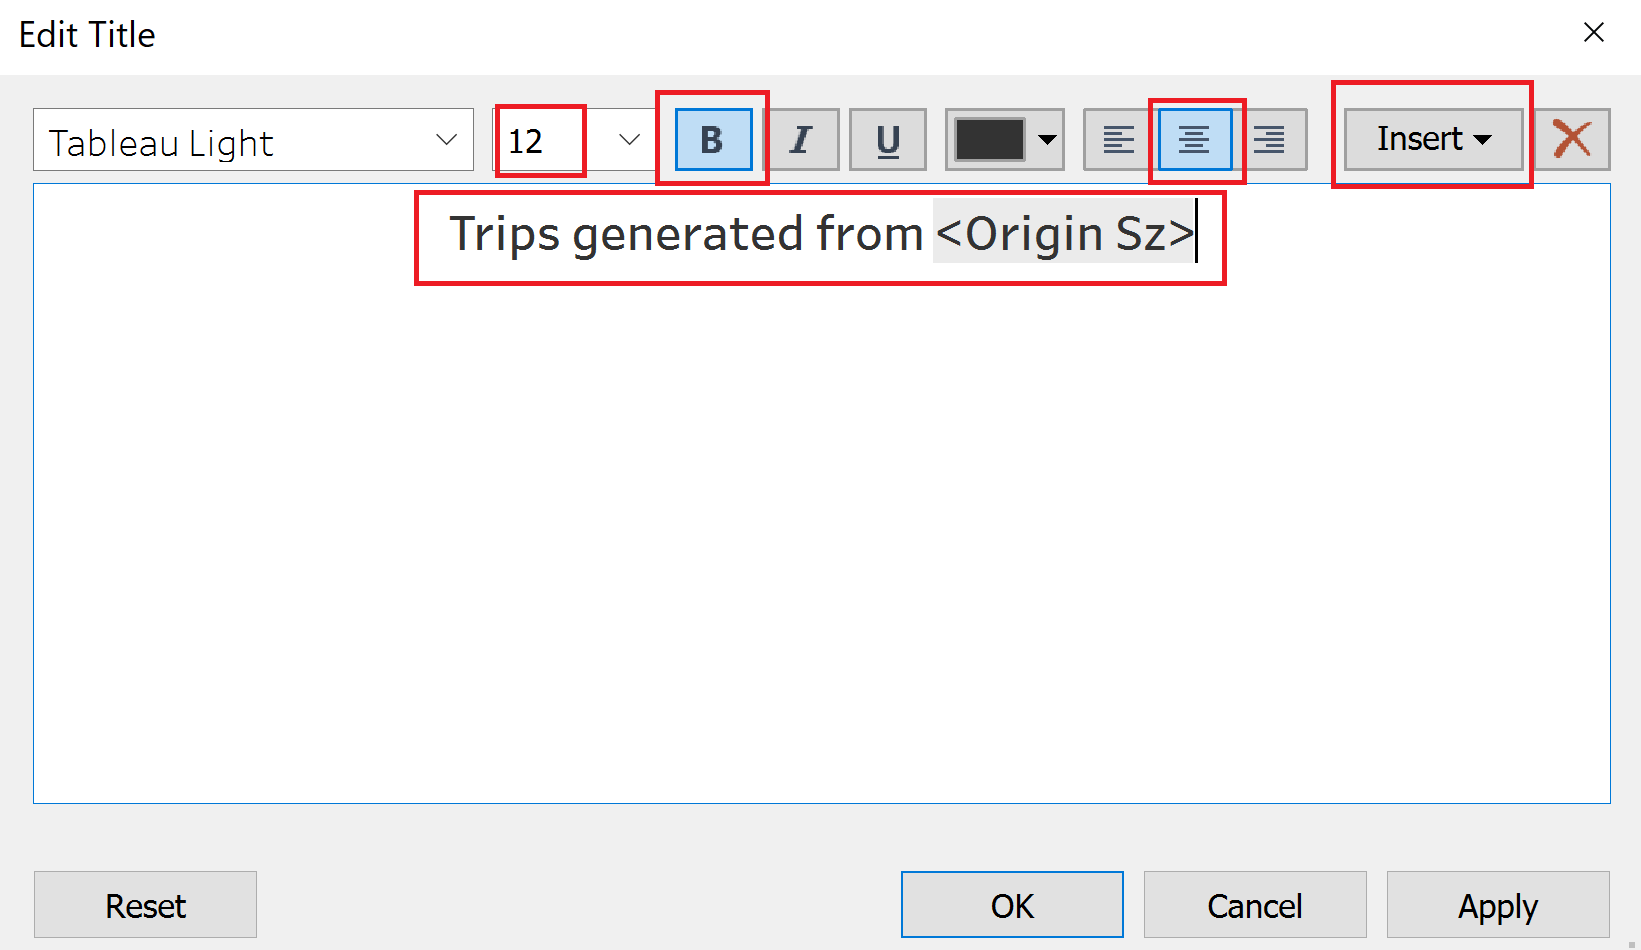 Edit Title
Tableau Light 12 B I U Insert
Trips generated from <Origin Sz>
Reset OK Cancel Apply